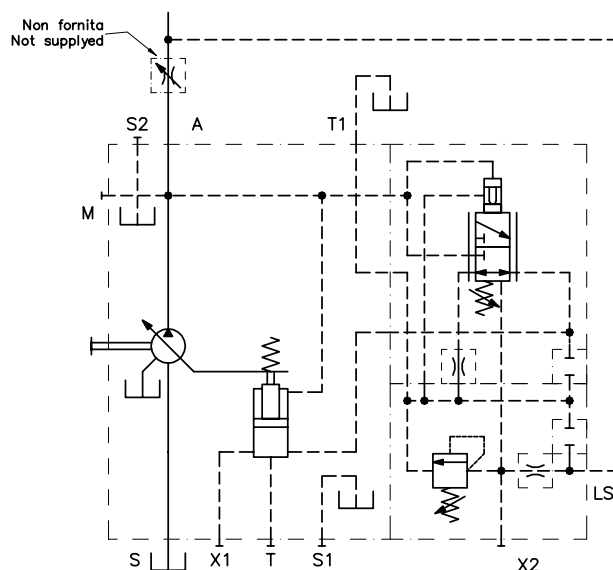 Non fornita
Not supplyed
S2
A
T1
M
LS
S
X1
T
S1
X2